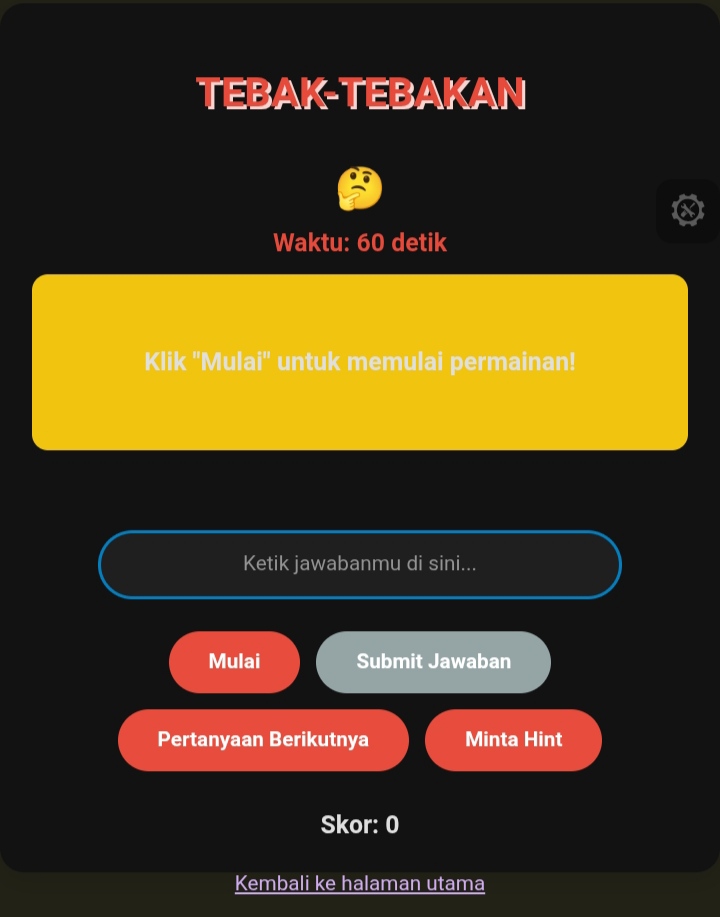 TEBAK-TEBAKAN
Waktu: 60 detik
Klik "Mulai" untuk memulai permainan!
Ketik jawabanmu di sini...
Mulai
Submit Jawaban
Pertanyaan Berikutnya
Minta Hint
Skor: 0
Kembali ke halaman utama